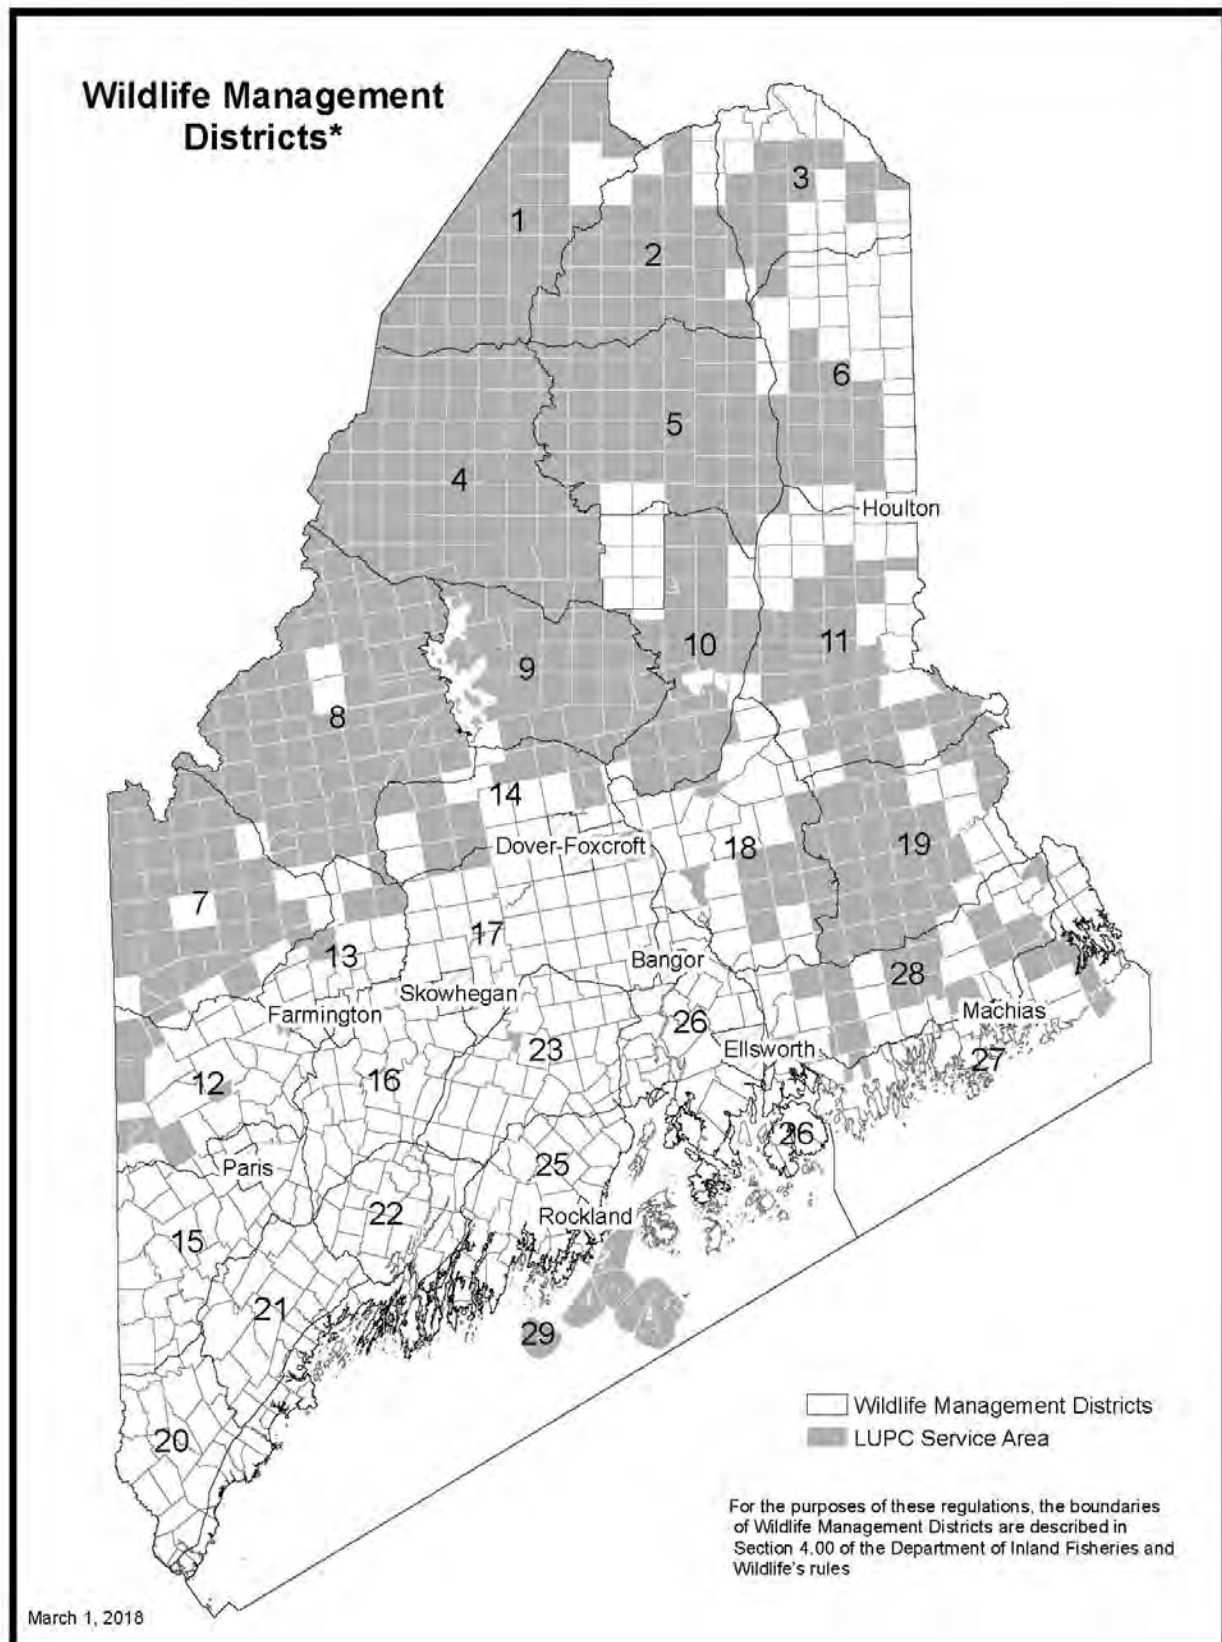 Wildlife Management
Districts*
1
2
3
4
5
6
Houlton
7
8
9
10
11
14
Dover-Foxcroft
18
19
13
17
Bangor
28
Skowhegan
Farmington
Machias
26
Ellsworth
23
27
12
16
26
Paris
25
22
Rockland
15
21
29
20
Wildlife Management Districts
LUPC Service Area
For the purposes of these regulations, the boundaries
of Wildlife Management Districts are described in
Section 4.00 of the Department of Inland Fisheries and
Wildlife's rules
March 1, 2018